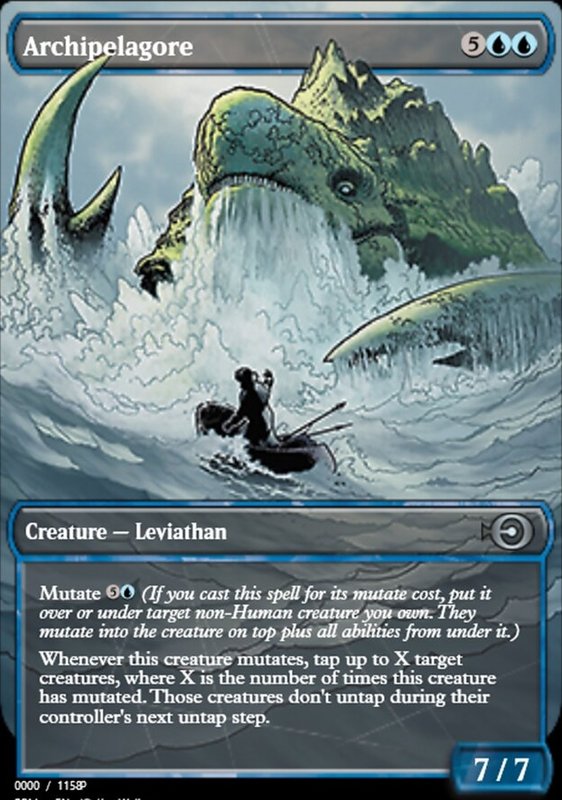 Archipelagore 5
Creature — Leviathan
Mutate 5 (If you cast this spell for its mutate cost, put it
over or under target non-Human creature you own. They
mutate into the creature on top plus all abilities from under it.)
Whenever this creature mutates, tap up to X target
creatures, where X is the number of times this creature
has mutated. Those creatures don't untap during their
controller's next untap step.
7/7
0000 / 1158P